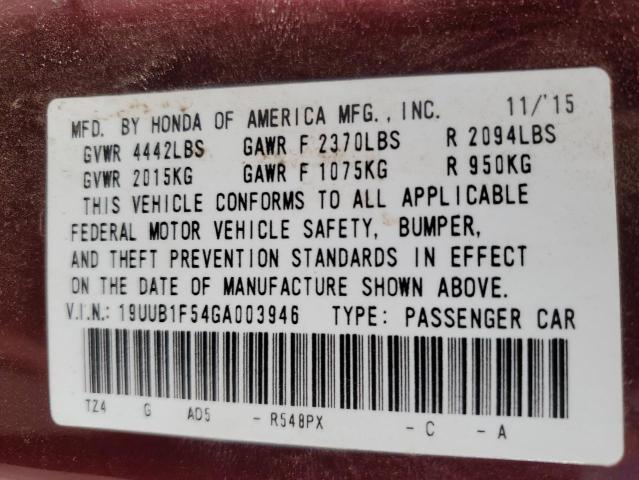 MFD. BY HONDA OF AMERICA MFG., INC. 11/'15
GVWR 4442LBS GAWR F 2370LBS R 2094LBS
GVWR 2015KG GAWR F 1075KG R 950KG
THIS VEHICLE CONFORMS TO ALL APPLICABLE
FEDERAL MOTOR VEHICLE SAFETY, BUMPER,
AND THEFT PREVENTION STANDARDS IN EFFECT
ON THE DATE OF MANUFACTURE SHOWN ABOVE.
V.I.N.: 19UUB1F54GA003946 TYPE: PASSENGER CAR
TZ4 G AD5 - R548PX - C - A